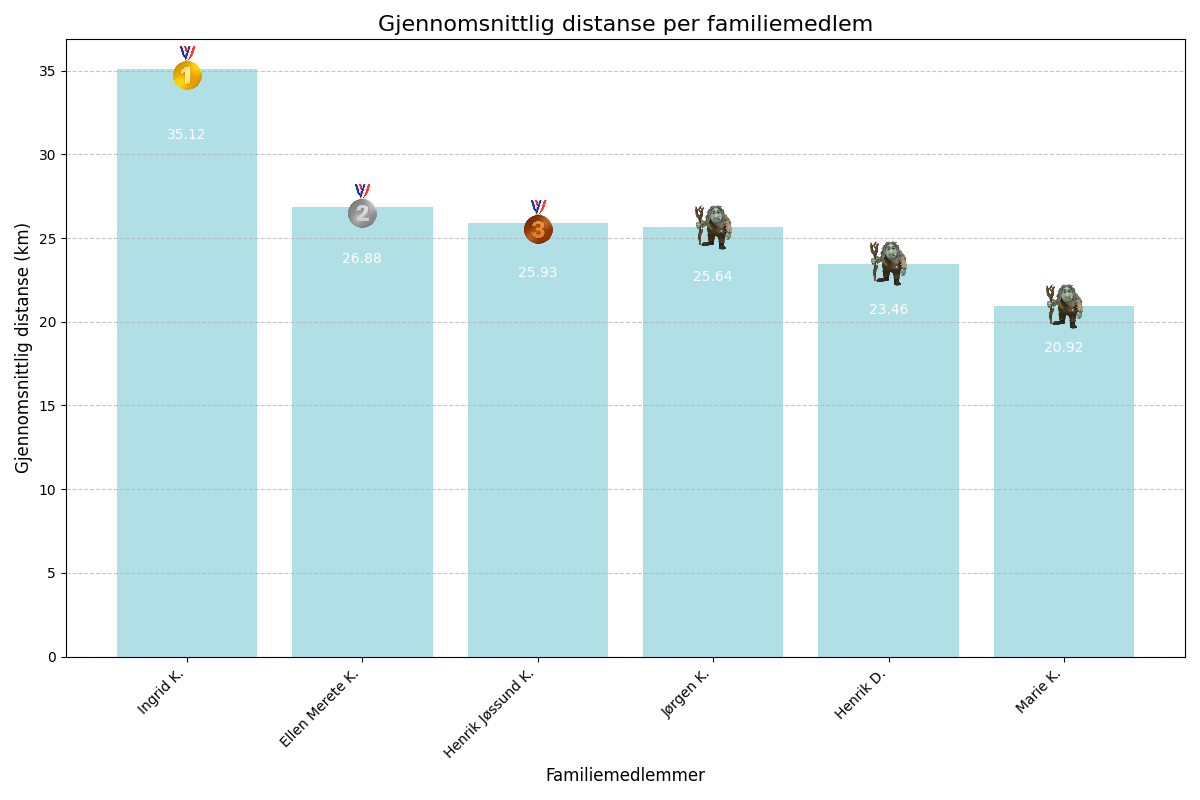 Gjennomsnittlig distanse per familiemedlem
Gjennomsnittlig distanse (km)
35
30
25
20
15
10
5
0
1
35.12
2
26.88
3
25.93
25.64
23.46
20.92
Ingrid K.
Ellen Merete K.
Henrik Jøssund K.
Jørgen K.
Henrik D.
Marie K.
Familiemedlemmer